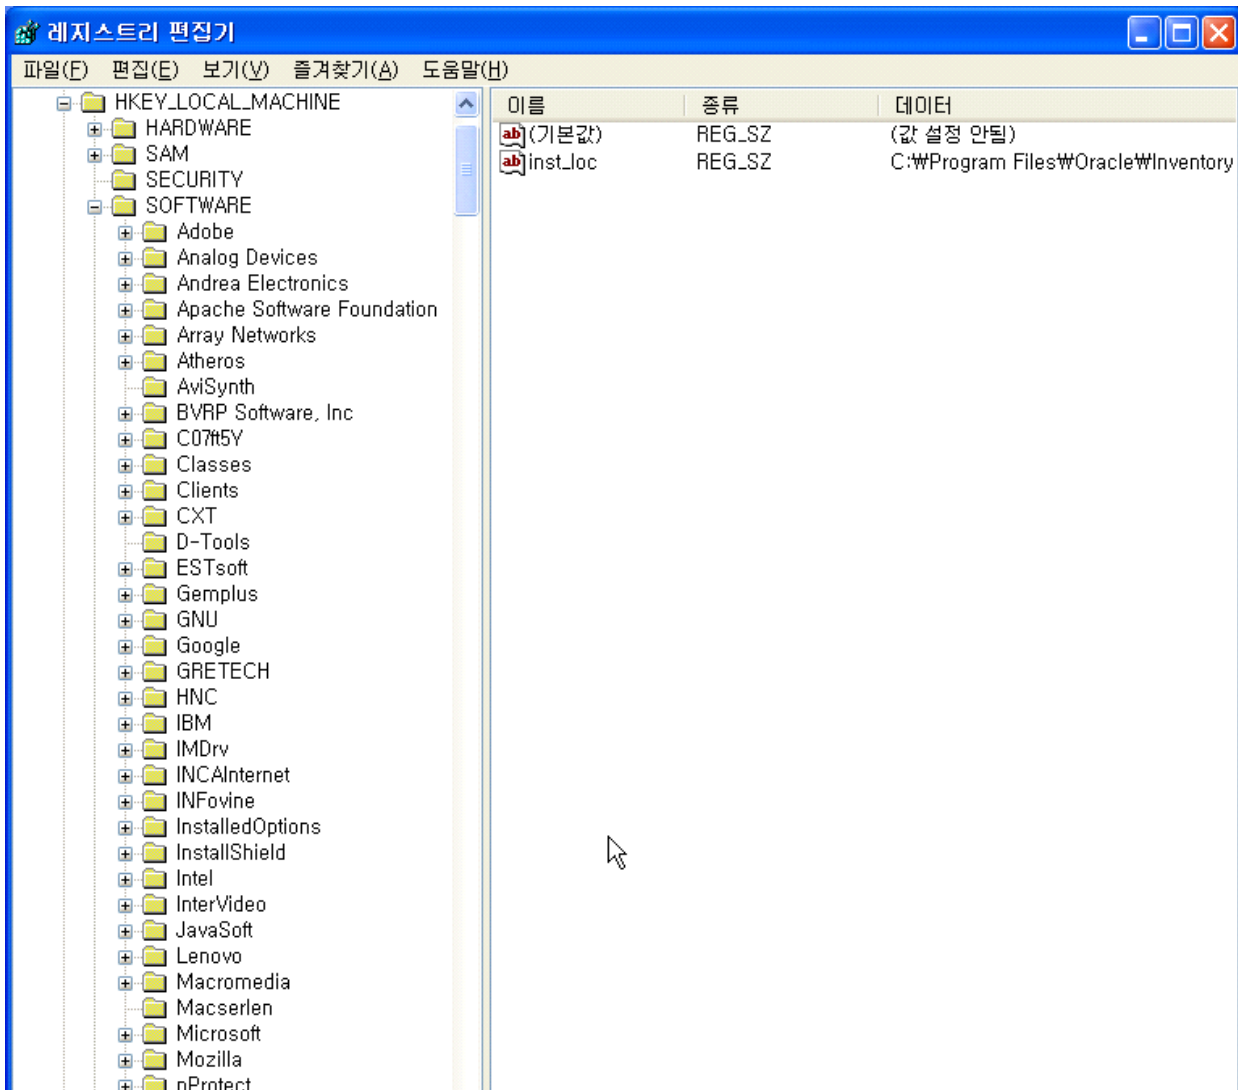 레지스트리 편집기
파일(F) 편집(E) 보기(V) 즐겨찾기(A) 도움말(H)
HKEY_LOCAL_MACHINE
HARDWARE
SAM
SECURITY
SOFTWARE
Adobe
Analog Devices
Andrea Electronics
Apache Software Foundation
Array Networks
Atheros
AviSynth
BVRP Software, Inc
C07ft5Y
Classes
Clients
CXT
D-Tools
ESTsoft
Gemplus
GNU
Google
GRETECH
HNC
IBM
IMDrv
INCAInternet
INFovine
InstalledOptions
InstallShield
Intel
InterVideo
JavaSoft
Lenovo
Macromedia
Macserlen
Microsoft
Mozilla
nProtect
이름 종류 데이터
(기본값) REG_SZ (값 설정 안됨)
inst_loc REG_SZ C:₩Program Files₩Oracle₩Inventory